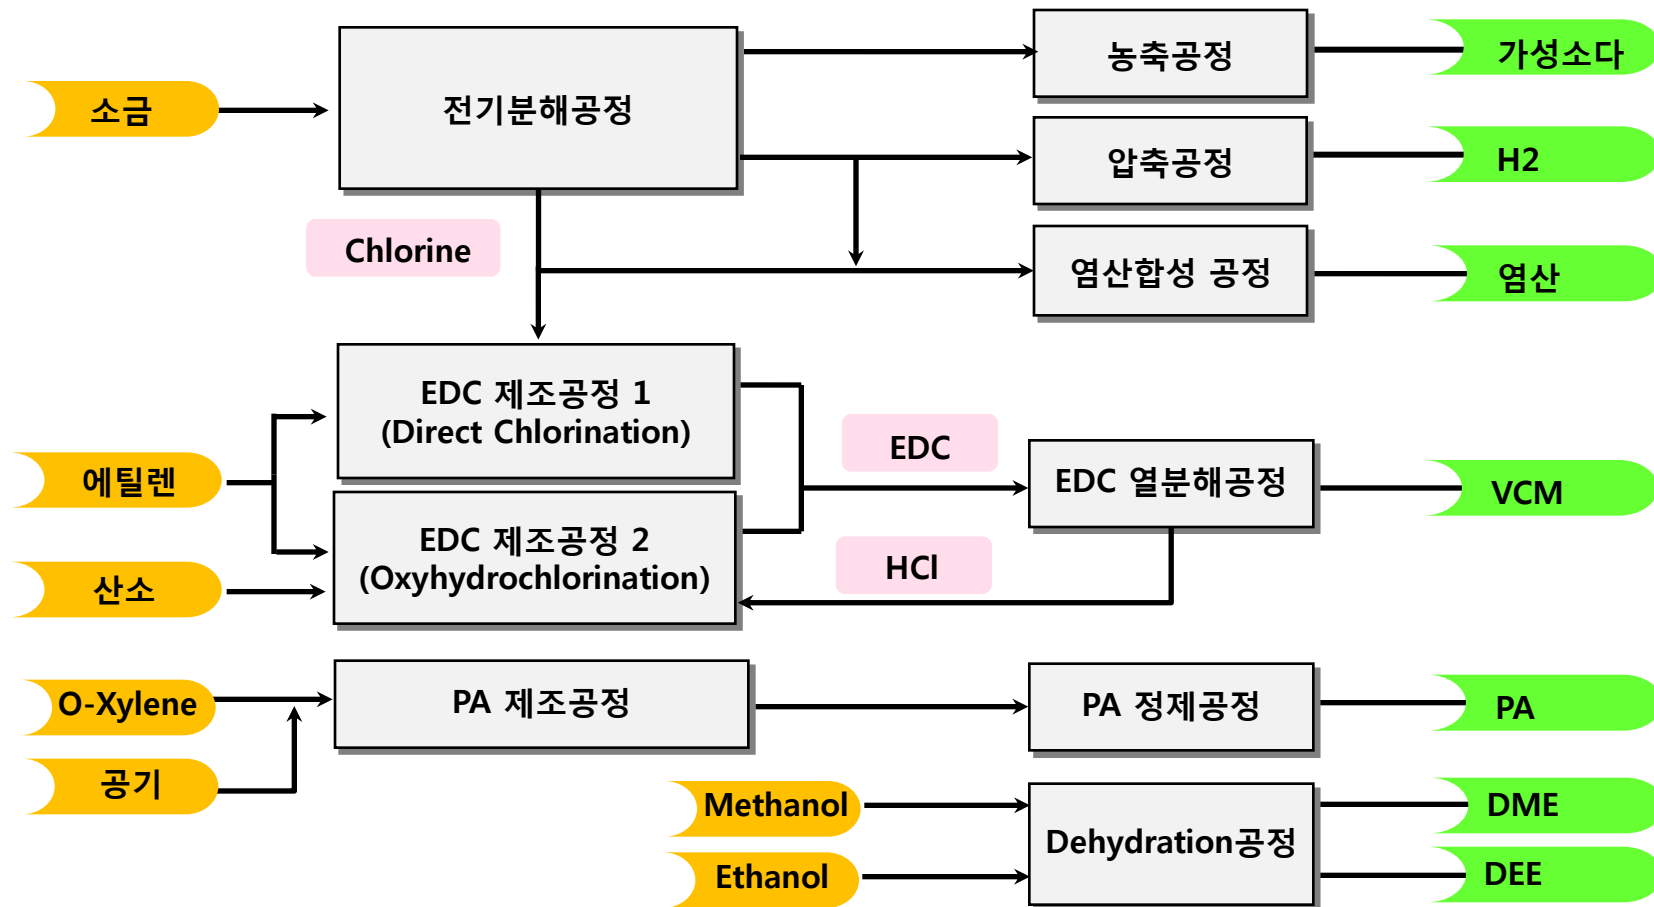 소금
전기분해공정
농축공정
가성소다
압축공정
H2
Chlorine
염산합성 공정
염산
에틸렌
산소
EDC 제조공정 1
(Direct Chlorination)
EDC 제조공정 2
(Oxyhydrochlorination)
EDC
HCl
EDC 열분해공정
VCM
O-Xylene
공기
PA 제조공정
PA 정제공정
PA
Methanol
Ethanol
Dehydration공정
DME
DEE